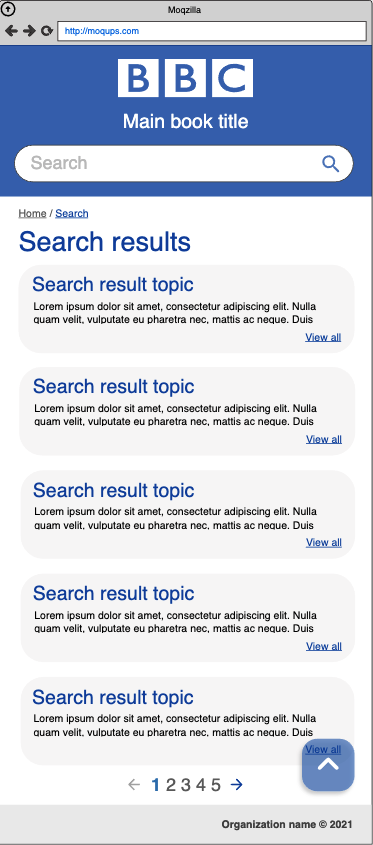 Moqzilla
http://moqups.com
BBC
Main book title
Search
Home / Search
Search results
Search result topic
Lorem ipsum dolor sit amet, consectetur adipiscing elit. Nulla
quam velit, vulputate eu pharetra nec, mattis ac neque. Duis
View all
Search result topic
Lorem ipsum dolor sit amet, consectetur adipiscing elit. Nulla
quam velit, vulputate eu pharetra nec, mattis ac neque. Duis
View all
Search result topic
Lorem ipsum dolor sit amet, consectetur adipiscing elit. Nulla
quam velit, vulputate eu pharetra nec, mattis ac neque. Duis
View all
Search result topic
Lorem ipsum dolor sit amet, consectetur adipiscing elit. Nulla
quam velit, vulputate eu pharetra nec, mattis ac neque. Duis
View all
Search result topic
Lorem ipsum dolor sit amet, consectetur adipiscing elit. Nulla
quam velit, vulputate eu pharetra nec, mattis ac neque. Duis
View all
← 1 2 3 4 5 →
Organization name © 2021